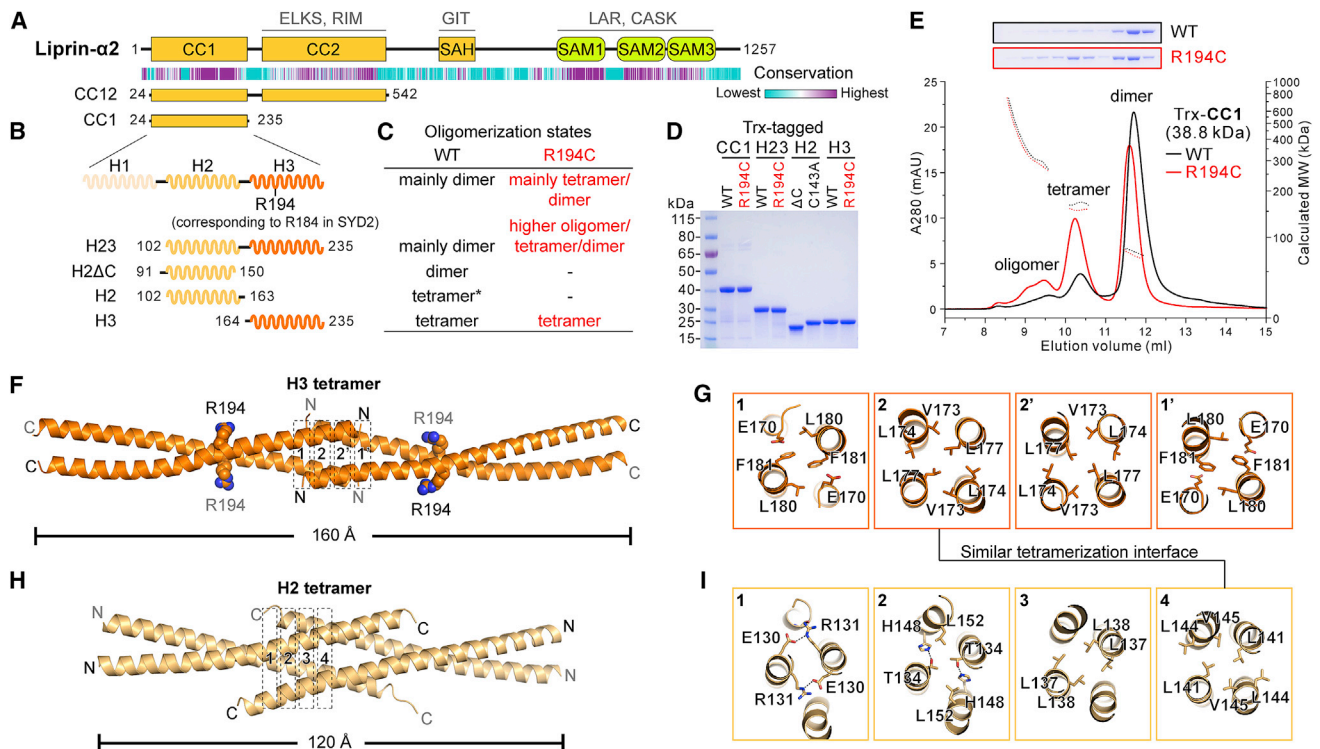 A
ELKS, RIM
GIT
LAR, CASK
Liprin-α2
1
CC1
CC2
SAH
SAM1
SAM2
SAM3
1257
Conservation
Lowest
Highest
CC12
24
542
CC1
24
235
B
H1
H2
H3
R194
(corresponding to R184 in SYD2)
H23
102
235
H2ΔC
91
150
H2
102
163
H3
164
235
C
Oligomerization states
WT
R194C
mainly dimer
mainly tetramer/
dimer
mainly dimer
higher oligomer/
tetramer/dimer
dimer
-
tetramer*
-
tetramer
tetramer
D
Trx-tagged
CC1 H23 H2 H3
WT
R194C
WT
R194C
ΔC
C143A
WT
R194C
kDa
115
80
65
50
40
30
25
15
E
WT
R194C
A280 (mAU)
25
20
15
10
5
0
7 8 9 10 11 12 13 14 15
Elution volume (ml)
Calculated MW (kDa)
1000
800
600
500
400
300
200
100
0
dimer
tetramer
oligomer
Trx-CC1
(38.8 kDa)
WT
R194C
F
H3 tetramer
C
C
R194
R194
N
N
1 2 2' 1'
N
N
R194
R194
C
C
160 Å
G
1
L180
E170
F181
F181
E170
L180
2
V173
L174
L177
L177
L174
V173
2'
V173
L174
L177
L177
L174
V173
1'
L180
E170
F181
F181
E170
L180
Similar tetramerization interface
H
H2 tetramer
N
N
C
C
1 2 3 4
N
N
C
C
120 Å
I
1
R131
E130
E130
R131
2
L152
H148
T134
T134
H148
L152
3
L138
L137
L137
L138
4
V145
L144
L141
L141
L144
V145